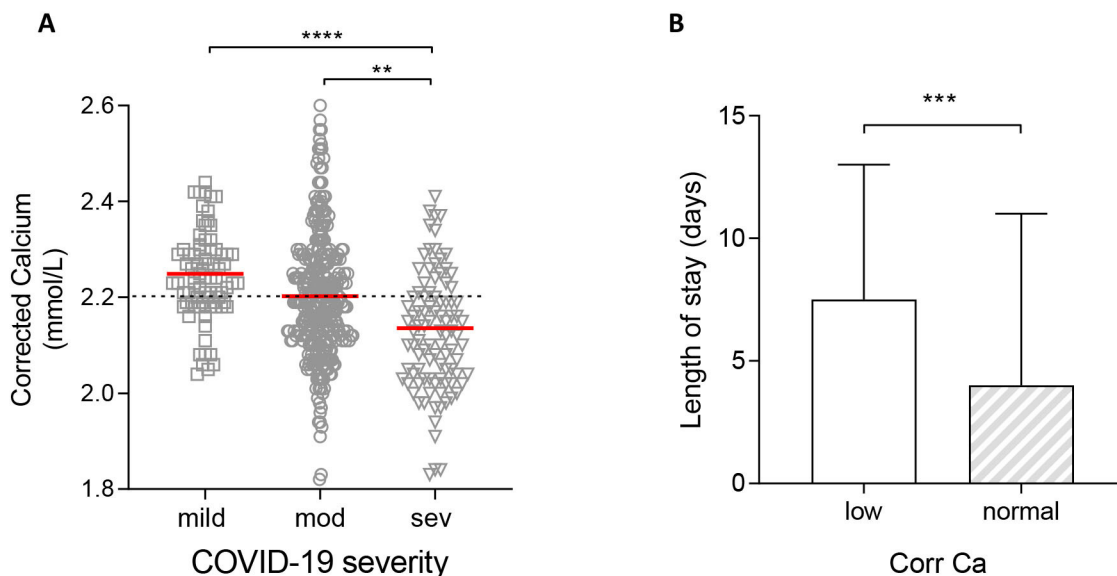 A
****
**
2.6
2.4
2.2
2.0
1.8
Corrected Calcium
(mmol/L)
mild mod sev
COVID-19 severity
B
***
15
10
5
0
Length of stay (days)
low normal
Corr Ca